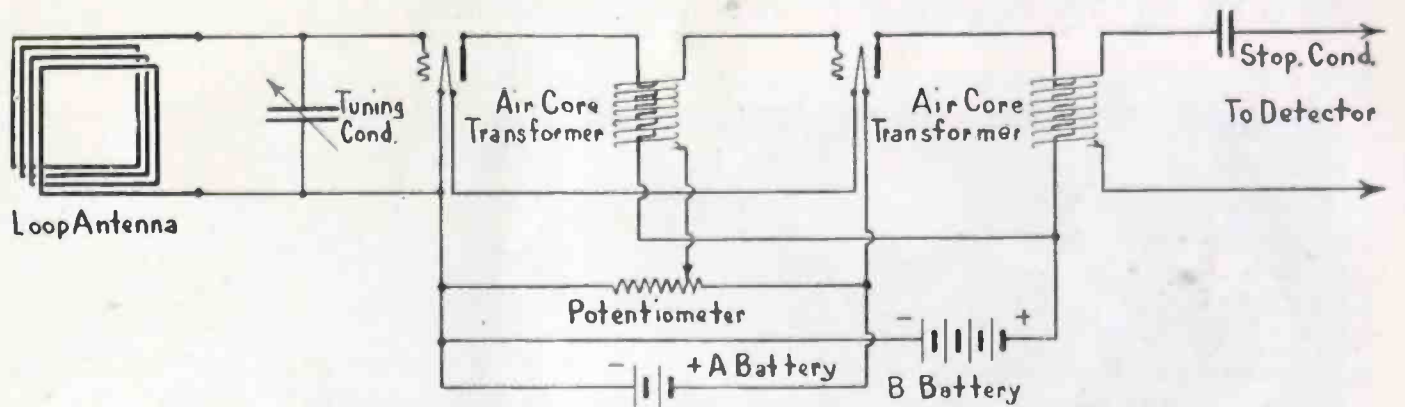 Tuning
Cond.
Air Core
Transformer
Air Core
Transformer
Stop. Cond.
To Detector
Loop Antenna
Potentiometer
- +
- + A Battery
B Battery